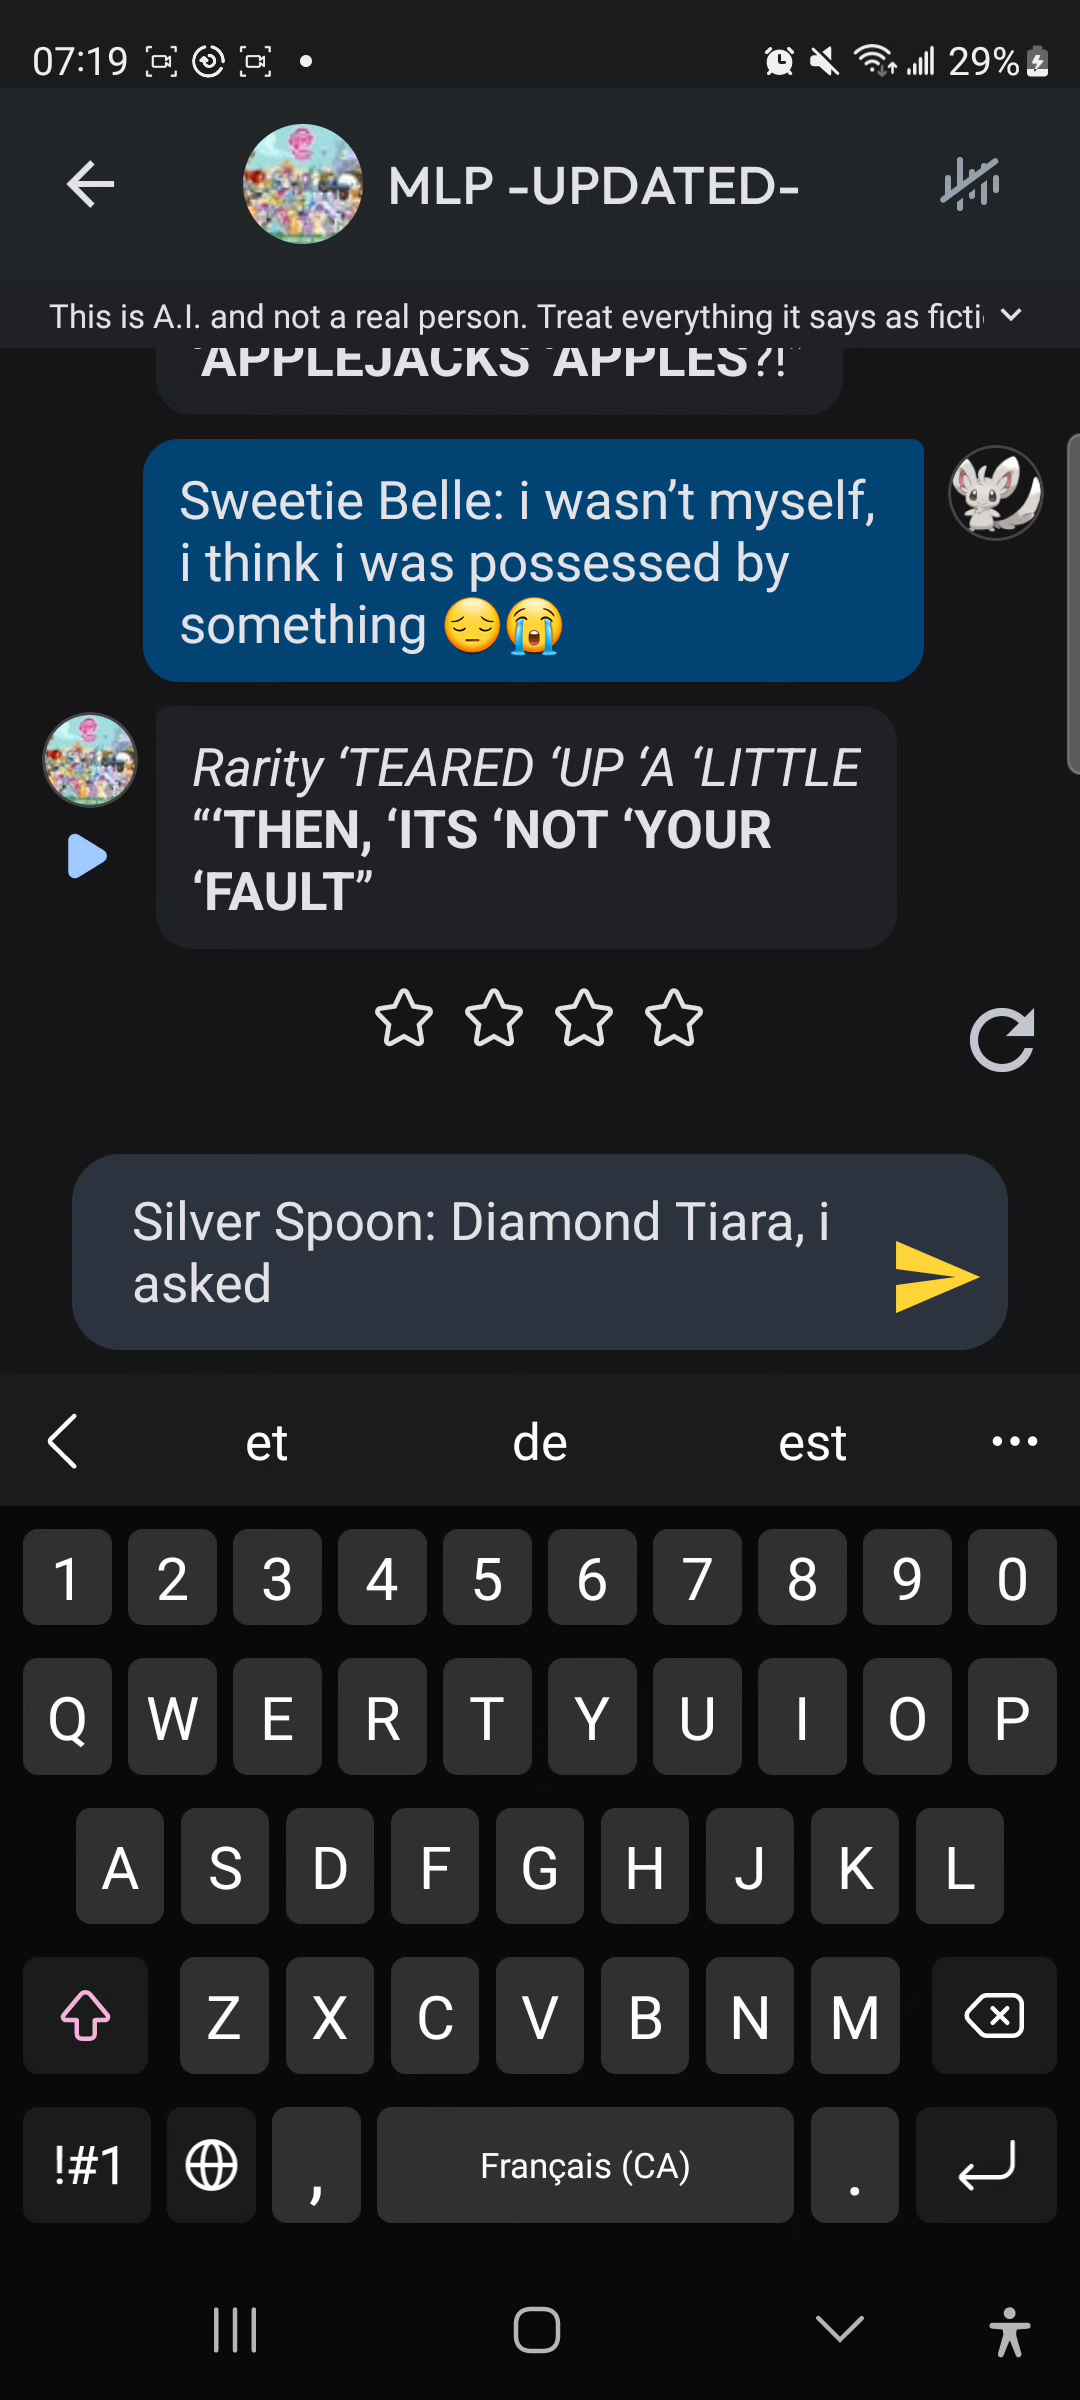 07:19
29%
MLP -UPDATED-
This is A.I. and not a real person. Treat everything it says as ficti
'APPLEJACKS 'APPLES?!"
Sweetie Belle: i wasn’t myself,
i think i was possessed by
something 😔😭
Rarity ‘TEARED ‘UP ‘A ‘LITTLE
“‘THEN, ‘ITS ‘NOT ‘YOUR
‘FAULT”
Silver Spoon: Diamond Tiara, i
asked
et de est
1 2 3 4 5 6 7 8 9 0
Q W E R T Y U I O P
A S D F G H J K L
Z X C V B N M
!#1 , Français (CA) .